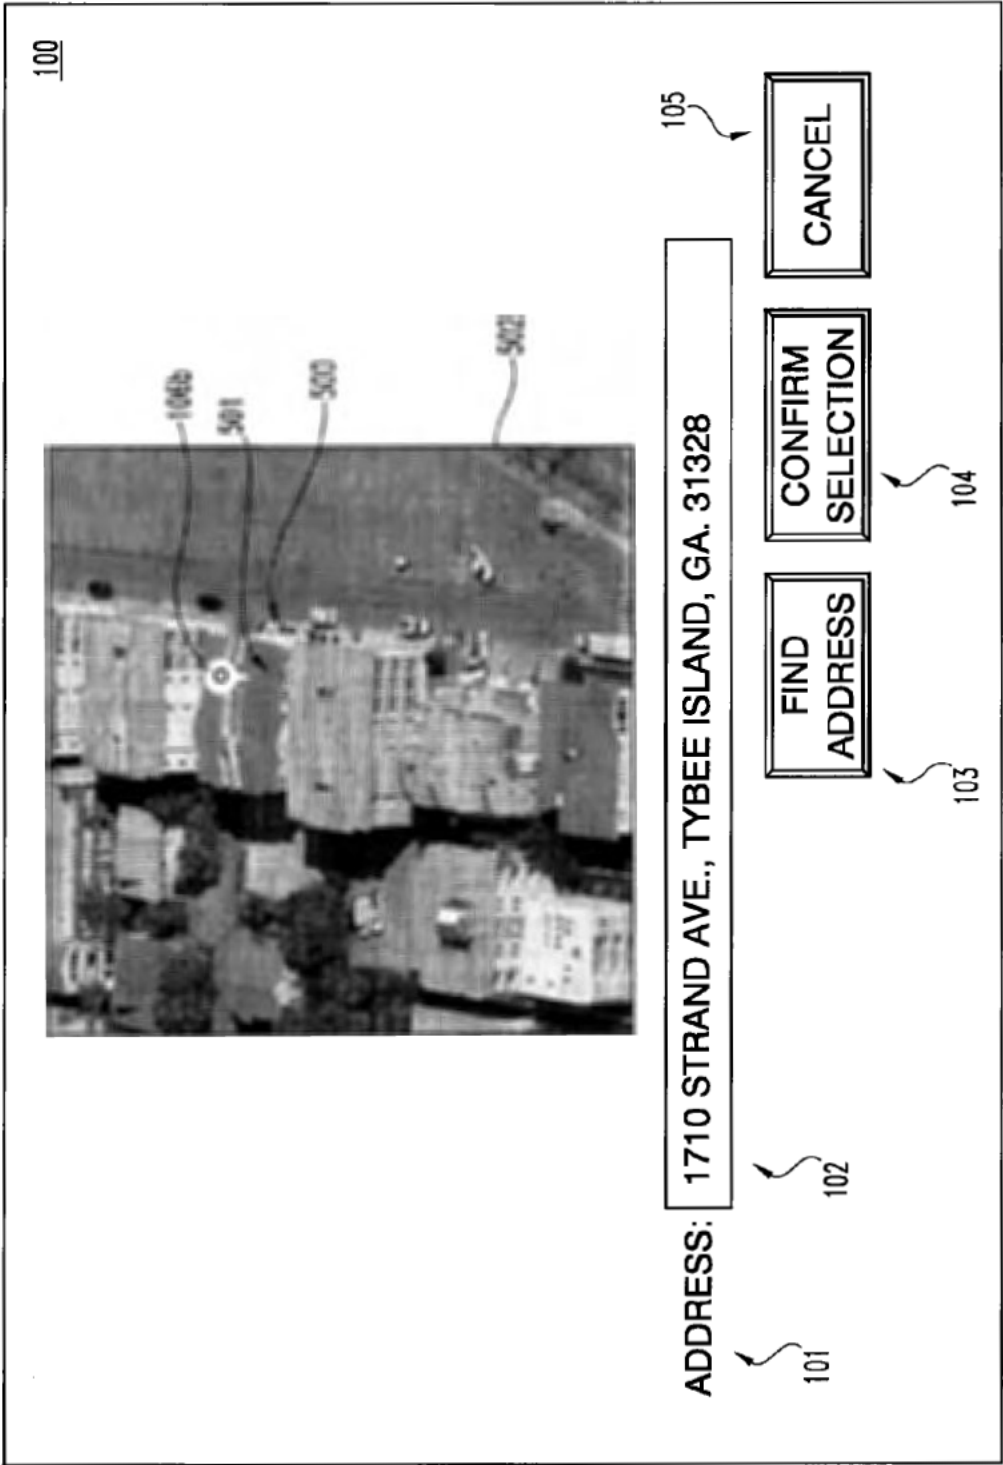 100
106b
501
500
502
ADDRESS: 1710 STRAND AVE., TYBEE ISLAND, GA. 31328
101
102
FIND
ADDRESS
CONFIRM
SELECTION
CANCEL
103
104
105